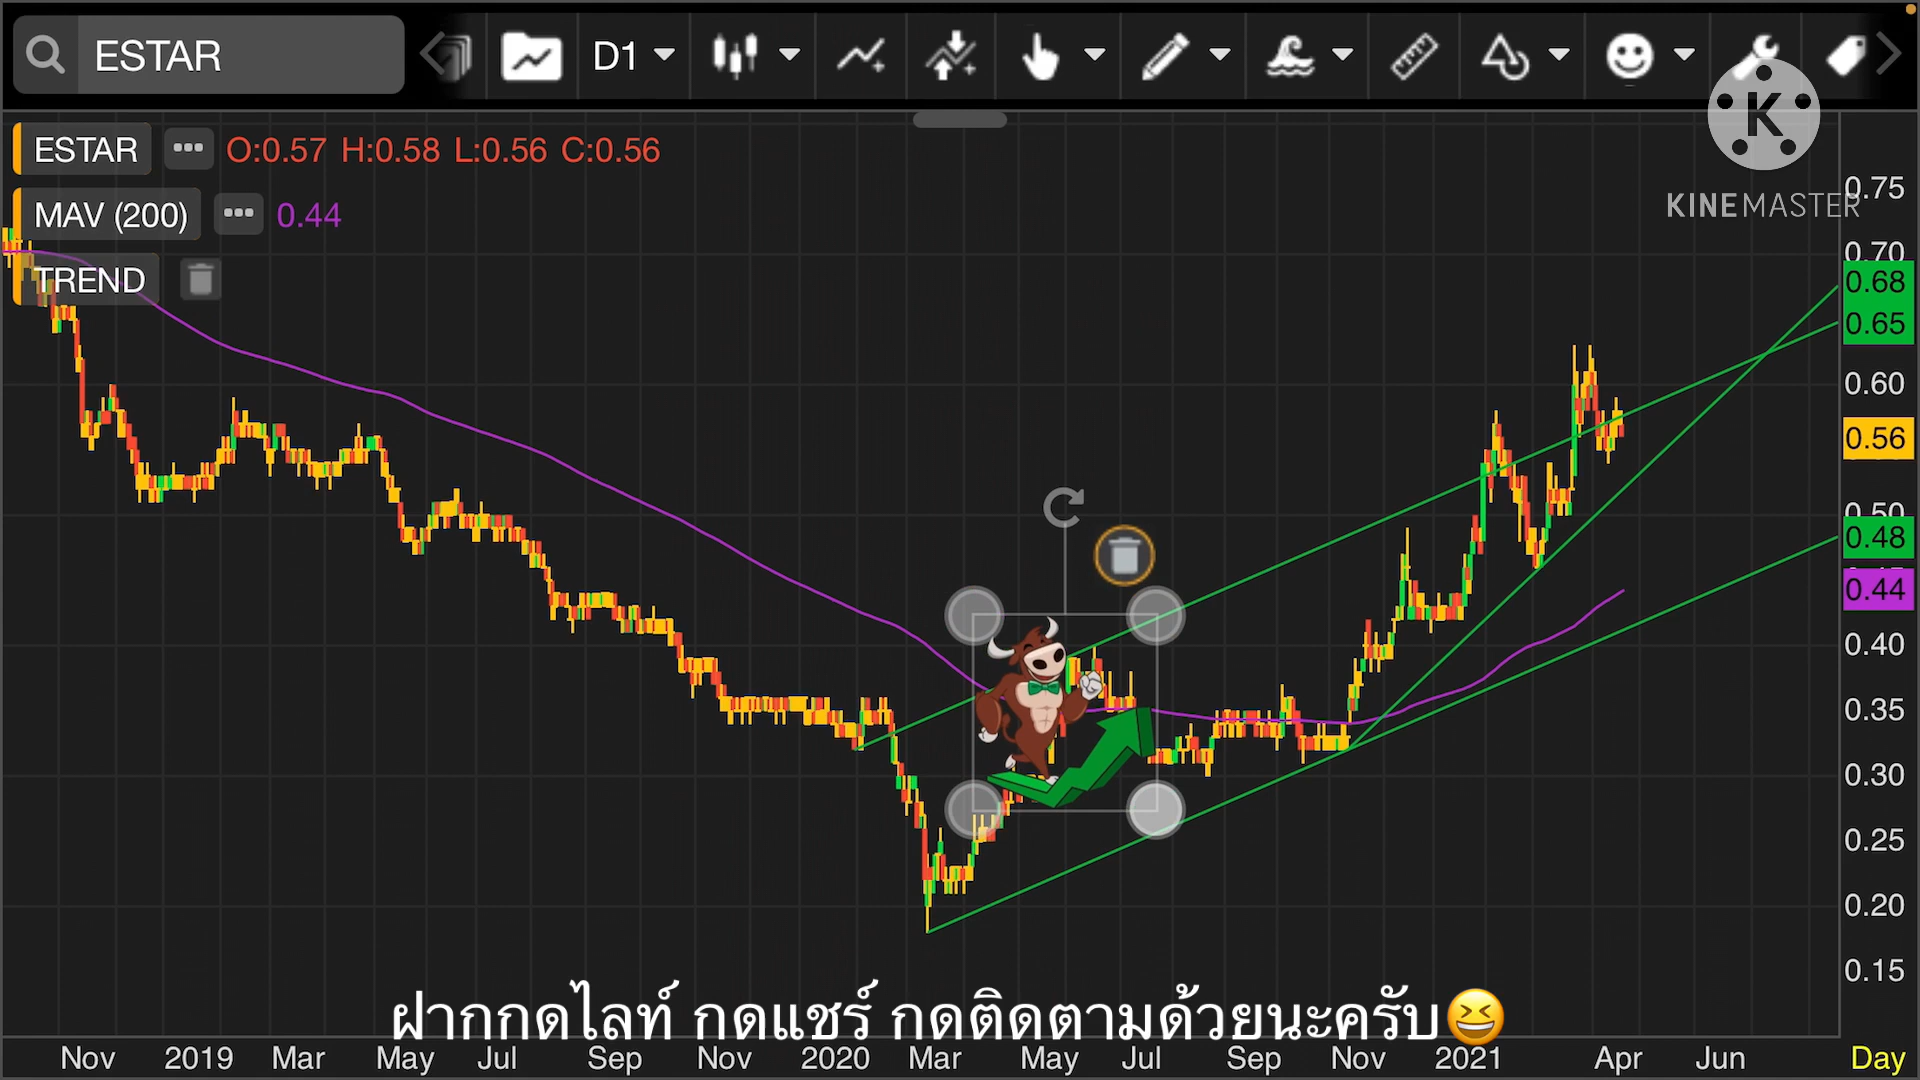 ESTAR
D1
ESTAR ••• O:0.57 H:0.58 L:0.56 C:0.56
MAV (200) ••• 0.44
TREND
K
KINEMASTER
0.75
0.70
0.68
0.65
0.60
0.56
0.50
0.48
0.44
0.40
0.35
0.30
0.25
0.20
0.15
ฝากกดไลท์ กดแชร์ กดติดตามด้วยนะครับ😆
Nov 2019 Mar May Jul Sep Nov 2020 Mar May Jul Sep Nov 2021 Apr Jun Day